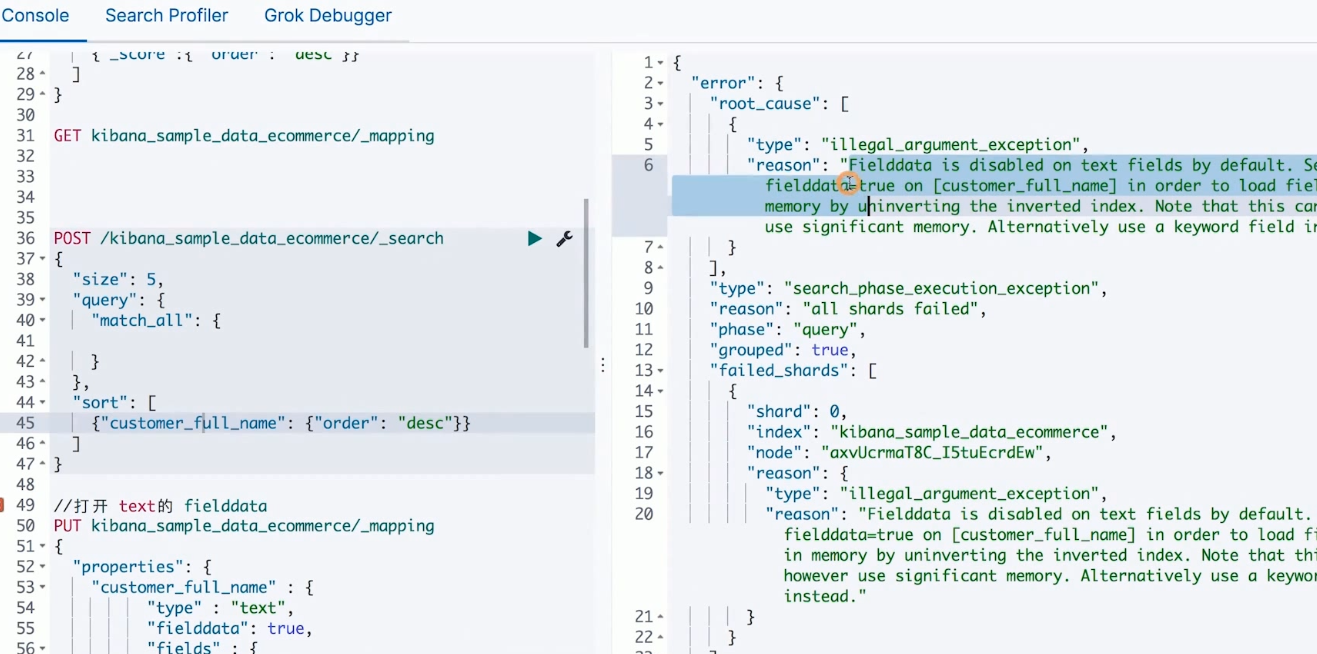 Console Search Profiler Grok Debugger
27 { _score :{ order : desc }}
28 ]
29 }
30
31 GET kibana_sample_data_ecommerce/_mapping
32
33
34
35
36 POST /kibana_sample_data_ecommerce/_search
37 {
38 "size": 5,
39 "query": {
40 "match_all": {
41
42 }
43 },
44 "sort": [
45 {"customer_full_name": {"order": "desc"}}
46 ]
47 }
48
49 //打开 text的 fielddata
50 PUT kibana_sample_data_ecommerce/_mapping
51 {
52 "properties": {
53 "customer_full_name" : {
54 "type" : "text",
55 "fielddata": true,
56 "fields" : {
1 {
2 "error": {
3 "root_cause": [
4 {
5 "type": "illegal_argument_exception",
6 "reason": "Fielddata is disabled on text fields by default. Se
fielddata=true on [customer_full_name] in order to load fiel
memory by uninverting the inverted index. Note that this can
use significant memory. Alternatively use a keyword field in
7 }
8 ],
9 "type": "search_phase_execution_exception",
10 "reason": "all shards failed",
11 "phase": "query",
12 "grouped": true,
13 "failed_shards": [
14 {
15 "shard": 0,
16 "index": "kibana_sample_data_ecommerce",
17 "node": "axvUcrmaT8C_I5tuEcrdEw",
18 "reason": {
19 "type": "illegal_argument_exception",
20 "reason": "Fielddata is disabled on text fields by default.
fielddata=true on [customer_full_name] in order to load fi
in memory by uninverting the inverted index. Note that thi
however use significant memory. Alternatively use a keywor
instead."
21 }
22 }